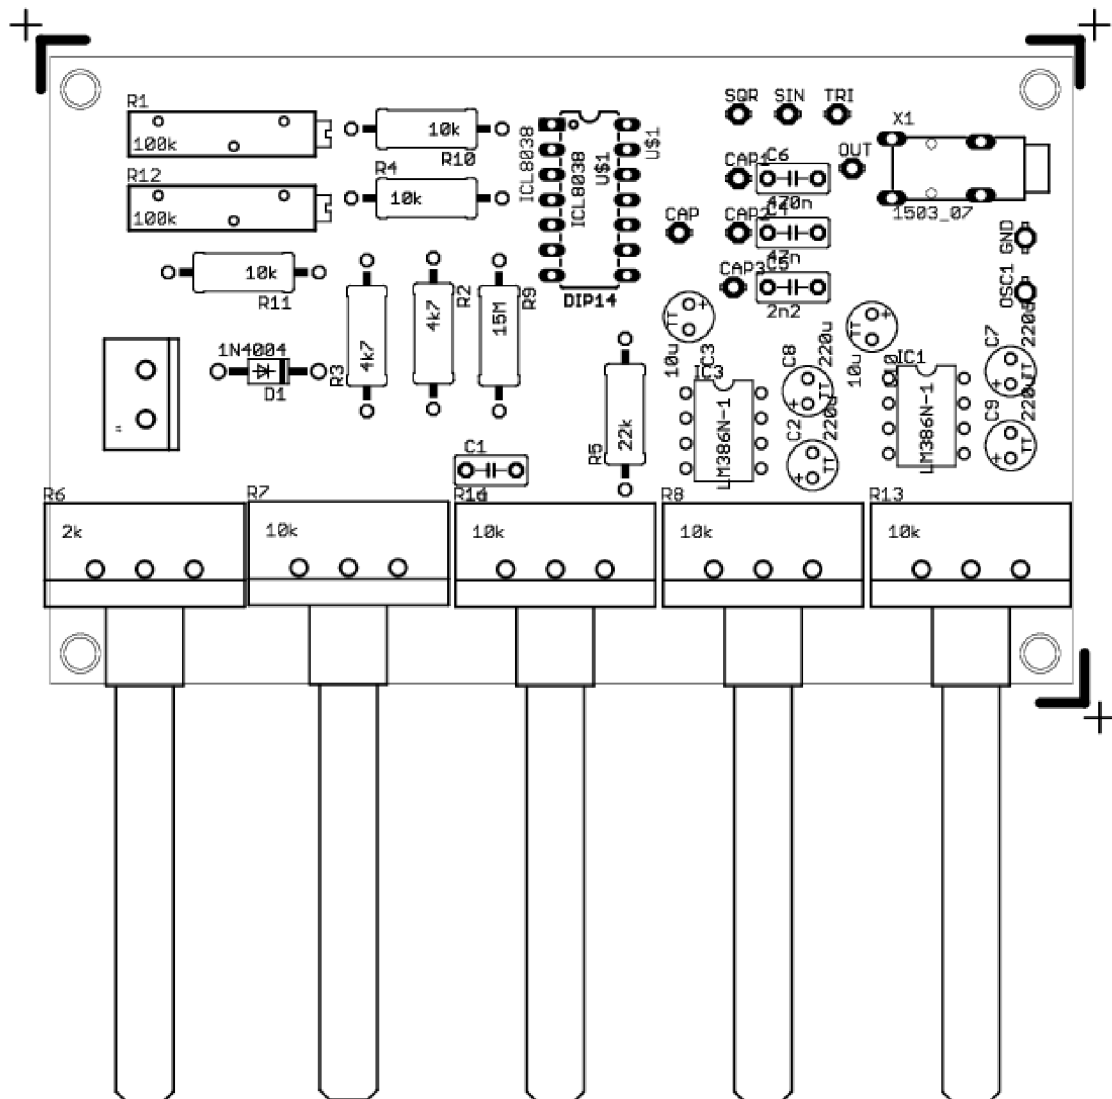 R1
100k
R12
100k
10k
R10
R4
10k
10k
R11
ICL8038
ICL8038
U$1
U$1
DIP14
SQR
SIN
TRI
X1
1503_07
OUT
CAP1
C6
470n
CAP
CAP2
C4
47n
CAP3
C5
2n2
GND
OSC1
1N4004
D1
R3
4k7
4k7
R2
15M
R9
R5
22k
C1
10u
C3
IC3
LM386N-1
C8
220u
C2
220u
10u
IC1
LM386N-1
C7
220u
C9
220u
R6
2k
R7
10k
R14
10k
R8
10k
R13
10k